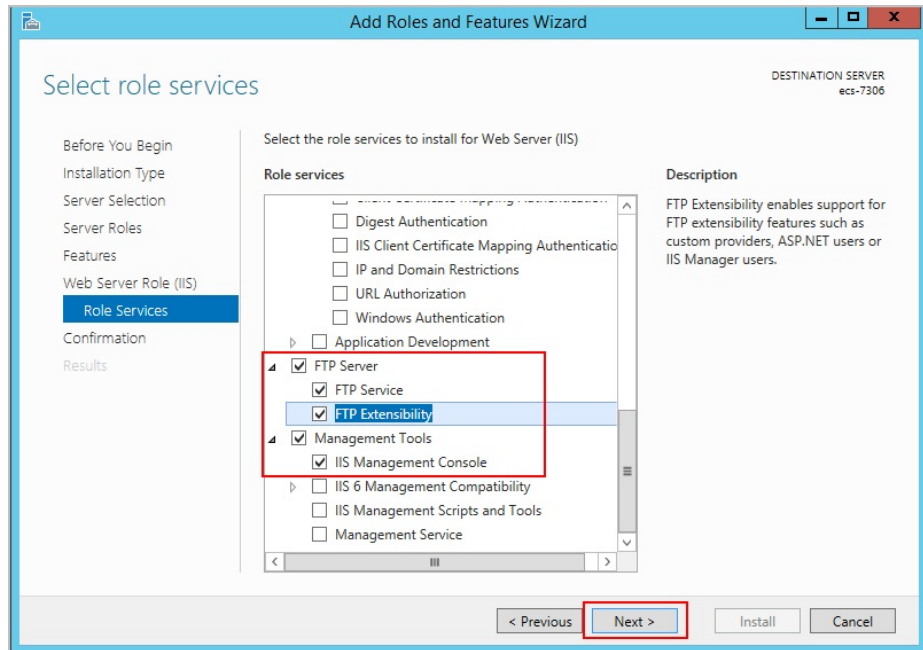 Add Roles and Features Wizard
Select role services
DESTINATION SERVER
ecs-7306
Before You Begin
Installation Type
Server Selection
Server Roles
Features
Web Server Role (IIS)
Role Services
Confirmation
Results
Select the role services to install for Web Server (IIS)
Role services
Digest Authentication
IIS Client Certificate Mapping Authenticatio
IP and Domain Restrictions
URL Authorization
Windows Authentication
Application Development
FTP Server
FTP Service
FTP Extensibility
Management Tools
IIS Management Console
IIS 6 Management Compatibility
IIS Management Scripts and Tools
Management Service
Description
FTP Extensibility enables support for
FTP extensibility features such as
custom providers, ASP.NET users or
IIS Manager users.
< Previous
Next >
Install
Cancel